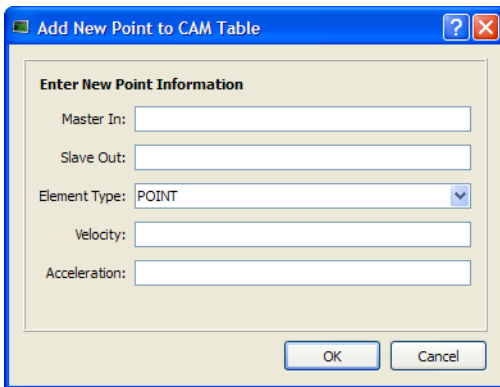 Add New Point to CAM Table
Enter New Point Information
Master In:
Slave Out:
Element Type: POINT
Velocity:
Acceleration:
OK Cancel